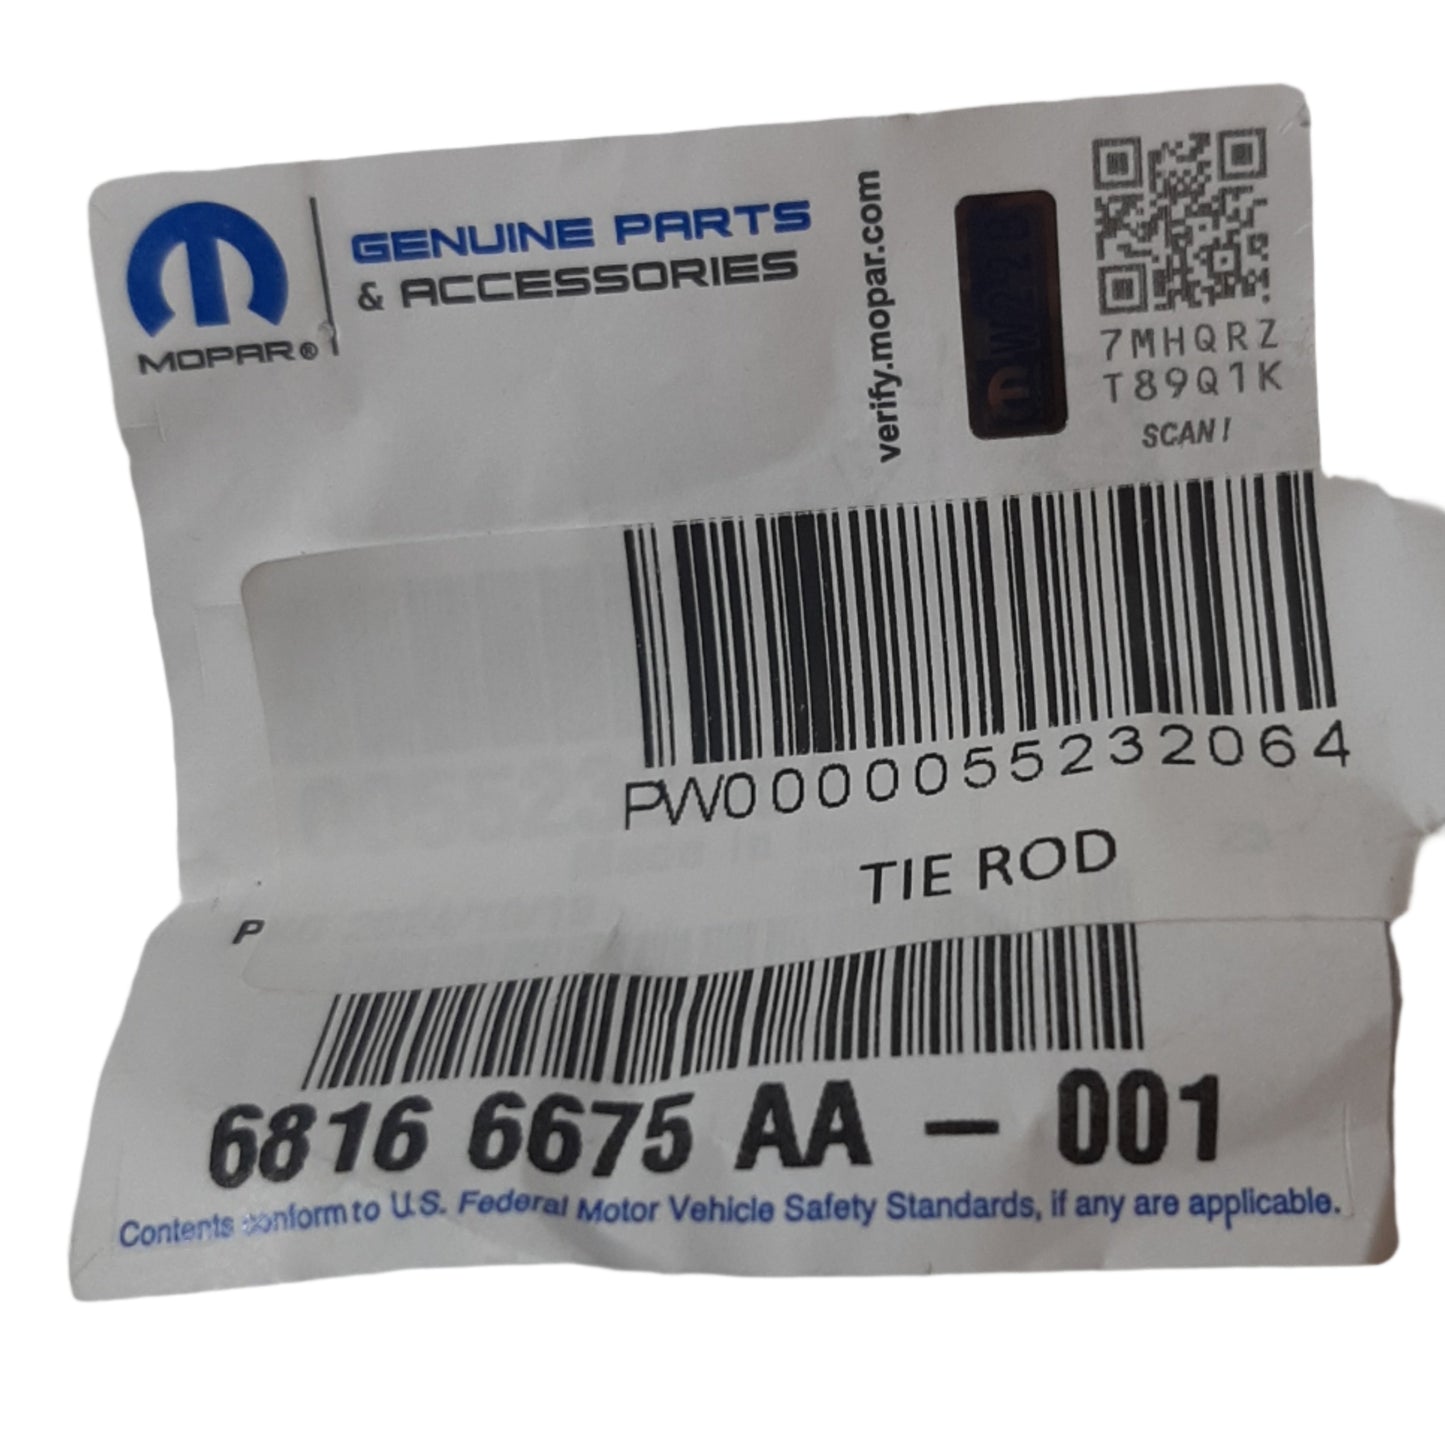 GENUINE PARTS
& ACCESSORIES
MOPAR®
verify.mopar.com
7MHQRZ
T89Q1K
SCAN!
PW0000055232064
TIE ROD
P
6816 6675 AA - 001
Contents conform to U.S. Federal Motor Vehicle Safety Standards, if any are applicable.